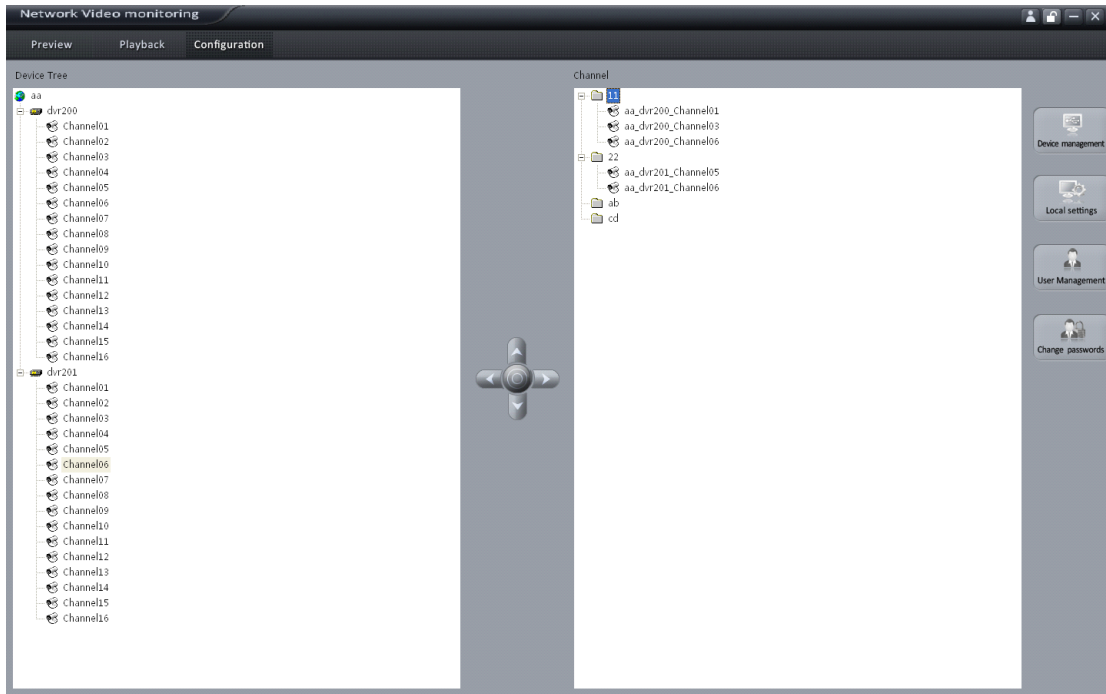 Network Video monitoring
Preview Playback Configuration
Device Tree
aa
dvr200
Channel01
Channel02
Channel03
Channel04
Channel05
Channel06
Channel07
Channel08
Channel09
Channel10
Channel11
Channel12
Channel13
Channel14
Channel15
Channel16
dvr201
Channel01
Channel02
Channel03
Channel04
Channel05
Channel06
Channel07
Channel08
Channel09
Channel10
Channel11
Channel12
Channel13
Channel14
Channel15
Channel16
Channel
11
aa_dvr200_Channel01
aa_dvr200_Channel03
aa_dvr200_Channel06
22
aa_dvr201_Channel05
aa_dvr201_Channel06
ab
cd
Device management
Local settings
User Management
Change passwords